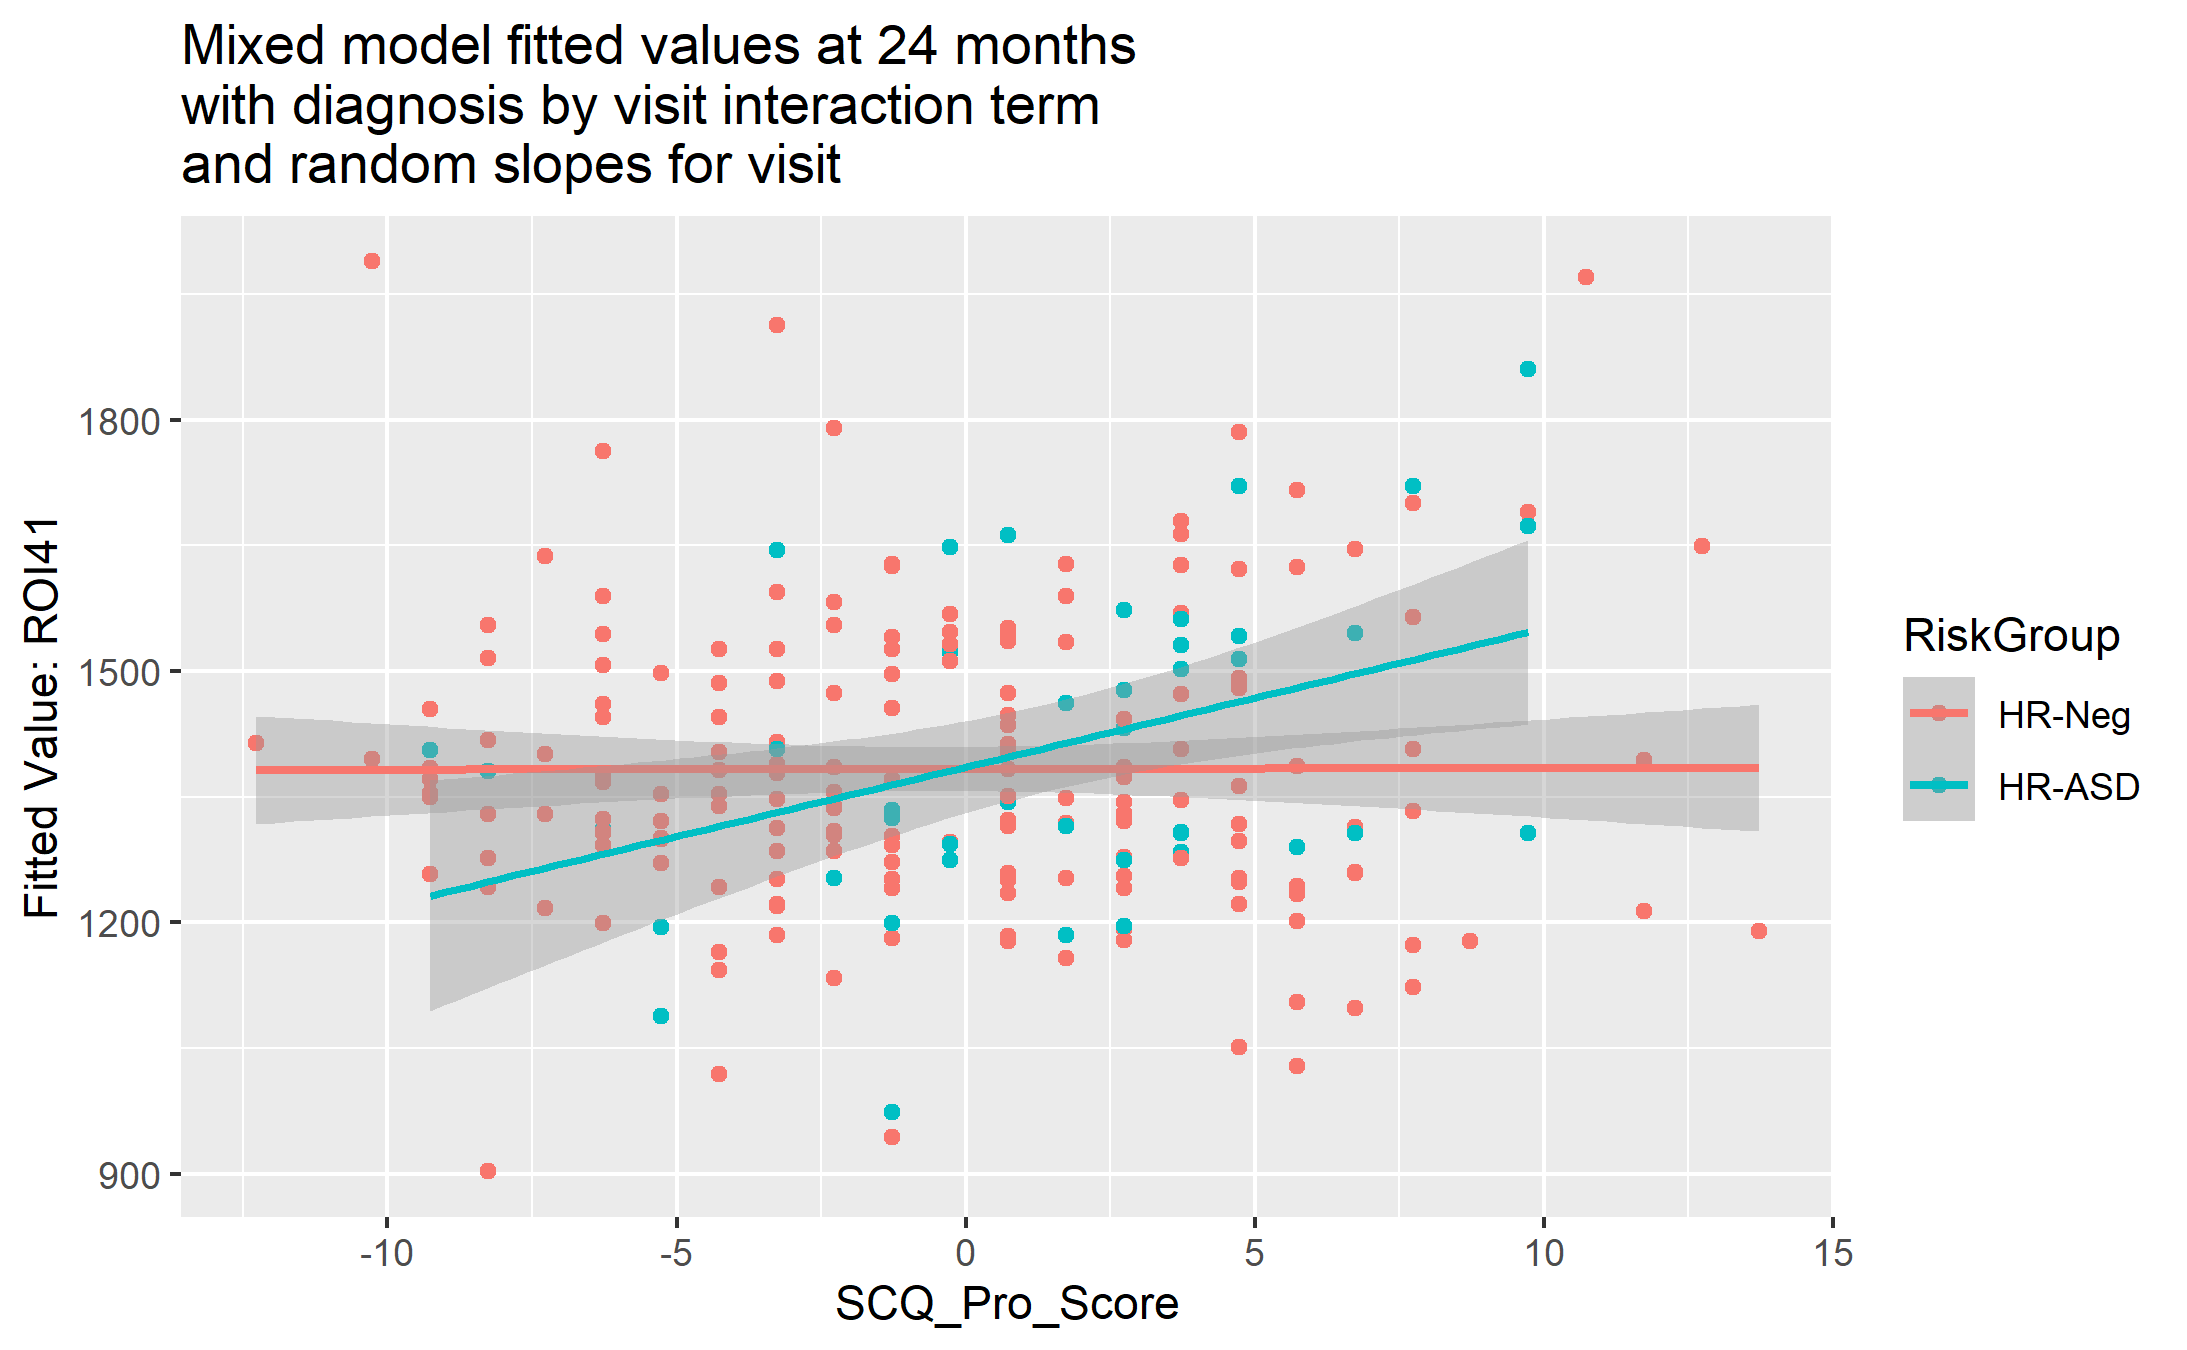 Mixed model fitted values at 24 months
with diagnosis by visit interaction term
and random slopes for visit
Fitted Value: ROI41
1800
1500
1200
900
-10
-5
0
5
10
15
SCQ_Pro_Score
RiskGroup
HR-Neg
HR-ASD